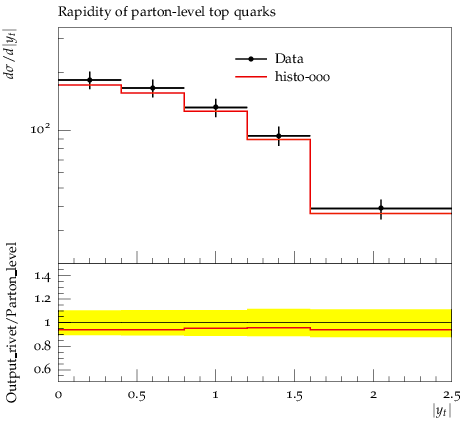 Rapidity of parton-level top quarks
dσ/d|y_t|
Data
histo-000
10²
Output_rivet/Parton_level
1.4
1.2
1
0.8
0.6
0 0.5 1 1.5 2 2.5
|y_t|